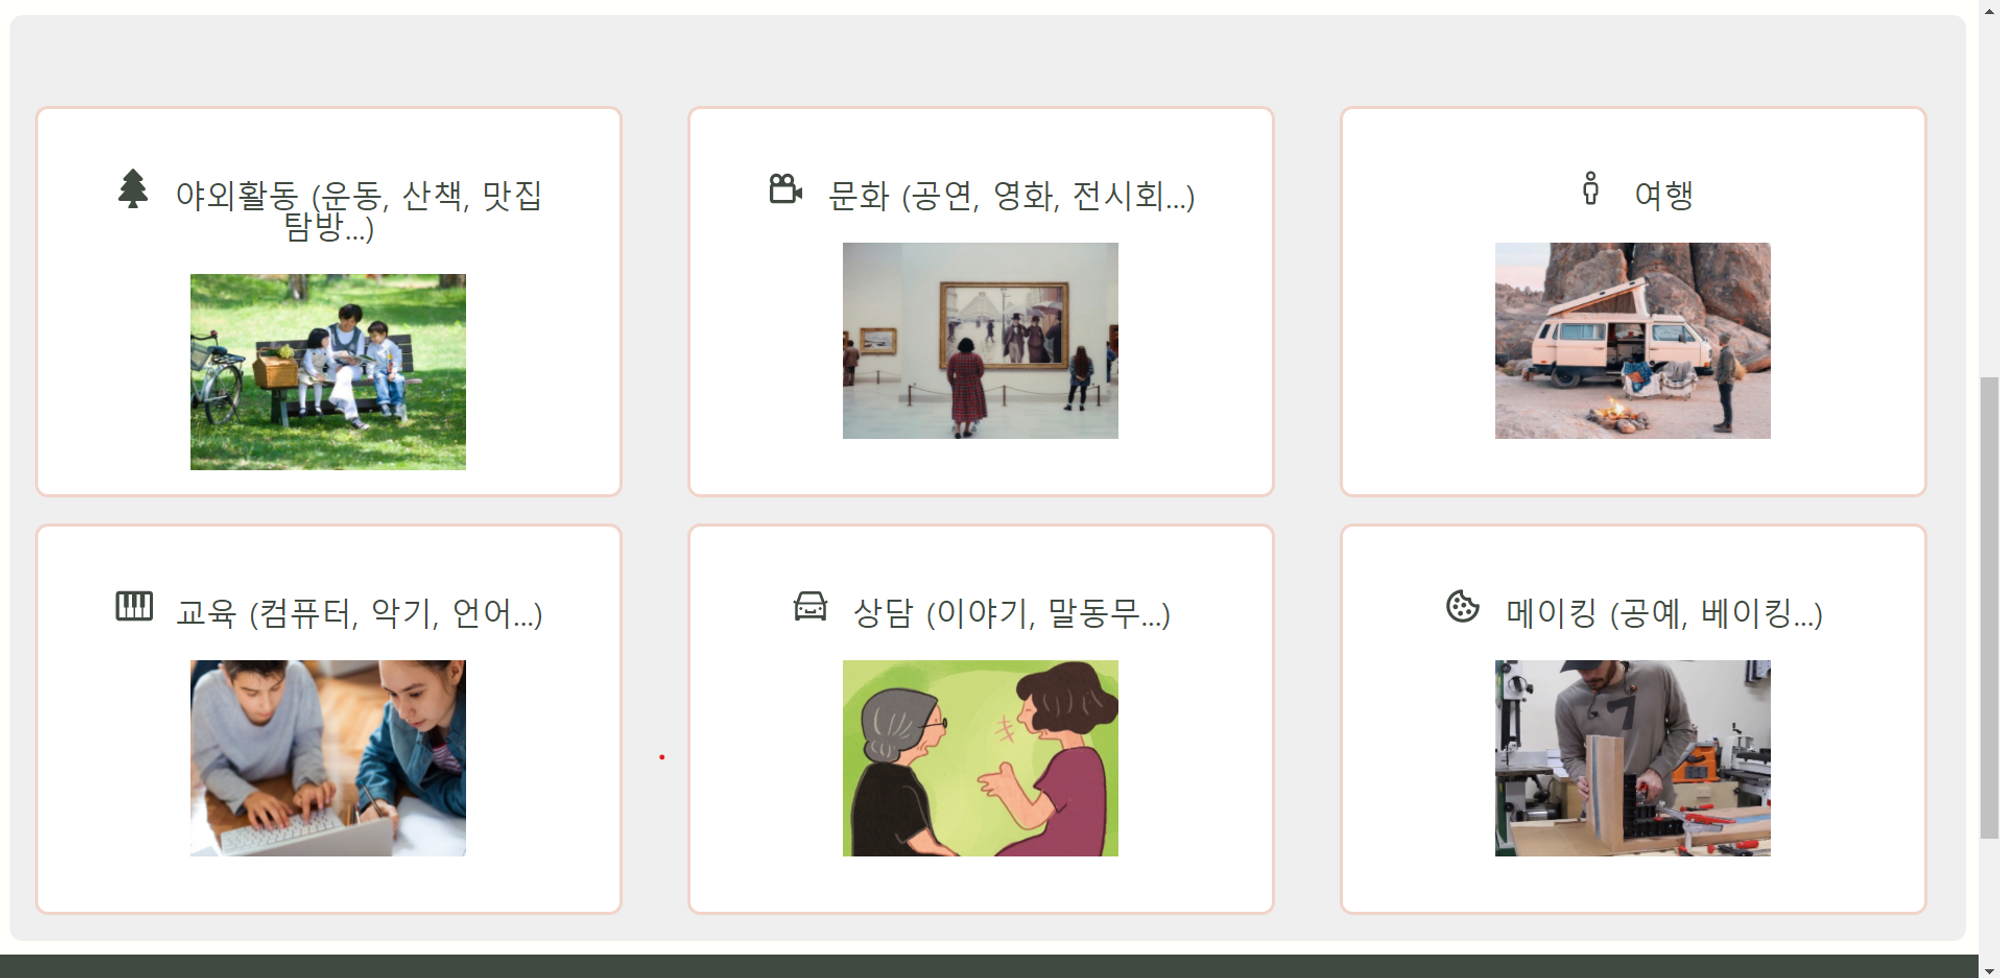 야외활동 (운동, 산책, 맛집
탐방...)
문화 (공연, 영화, 전시회...)
여행
교육 (컴퓨터, 악기, 언어...)
상담 (이야기, 말동무...)
메이킹 (공예, 베이킹...)